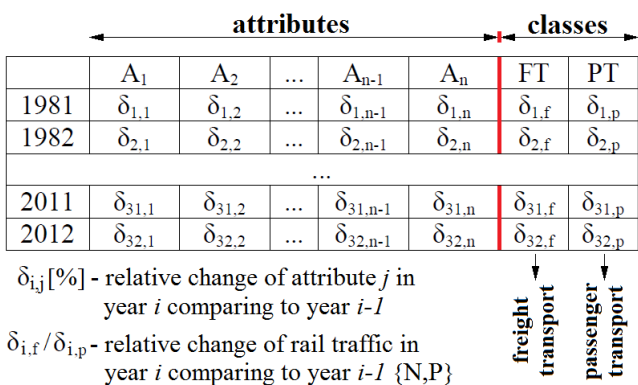 attributes classes
A₁ A₂ ... Aₙ₋₁ Aₙ FT PT
1981 δ₁,₁ δ₁,₂ ... δ₁,ₙ₋₁ δ₁,ₙ δ₁,f δ₁,ₚ
1982 δ₂,₁ δ₂,₂ ... δ₂,ₙ₋₁ δ₂,ₙ δ₂,f δ₂,ₚ
...
2011 δ₃₁,₁ δ₃₁,₂ ... δ₃₁,ₙ₋₁ δ₃₁,ₙ δ₃₁,f δ₃₁,ₚ
2012 δ₃₂,₁ δ₃₂,₂ ... δ₃₂,ₙ₋₁ δ₃₂,ₙ δ₃₂,f δ₃₂,ₚ
δi,j[%] - relative change of attribute j in
year i comparing to year i-1
δi,f/δi,p - relative change of rail traffic in
year i comparing to year i-1 {N,P}
freight
transport
passenger
transport